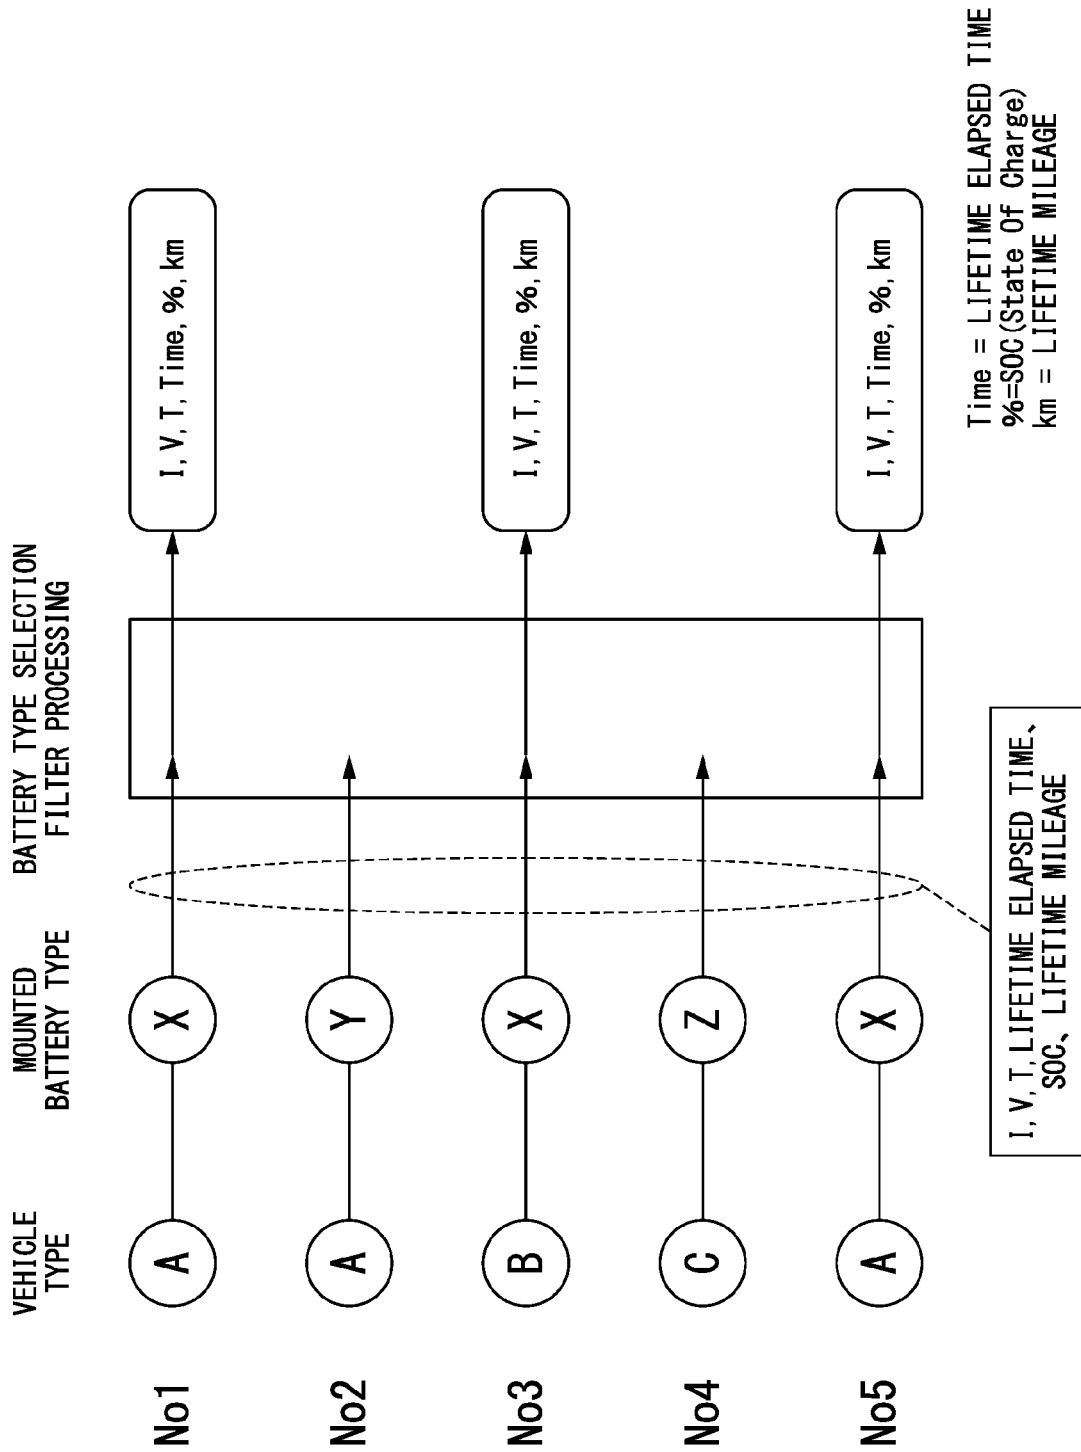 VEHICLE
TYPE
MOUNTED
BATTERY TYPE
BATTERY TYPE SELECTION
FILTER PROCESSING
No1
A
X
I, V, T, Time, %, km
No2
A
Y
No3
B
X
I, V, T, Time, %, km
No4
C
Z
No5
A
X
I, V, T, Time, %, km
I, V, T, LIFETIME ELAPSED TIME、
SOC、LIFETIME MILEAGE
Time = LIFETIME ELAPSED TIME
%=SOC(State Of Charge)
km = LIFETIME MILEAGE